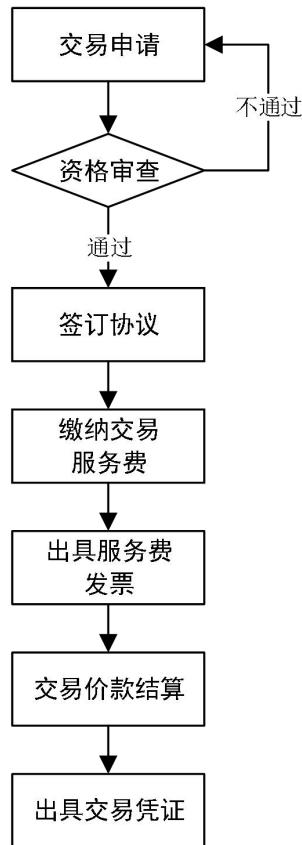 交易申请
不通过
资格审查
通过
签订协议
缴纳交易
服务费
出具服务费
发票
交易价款结算
出具交易凭证